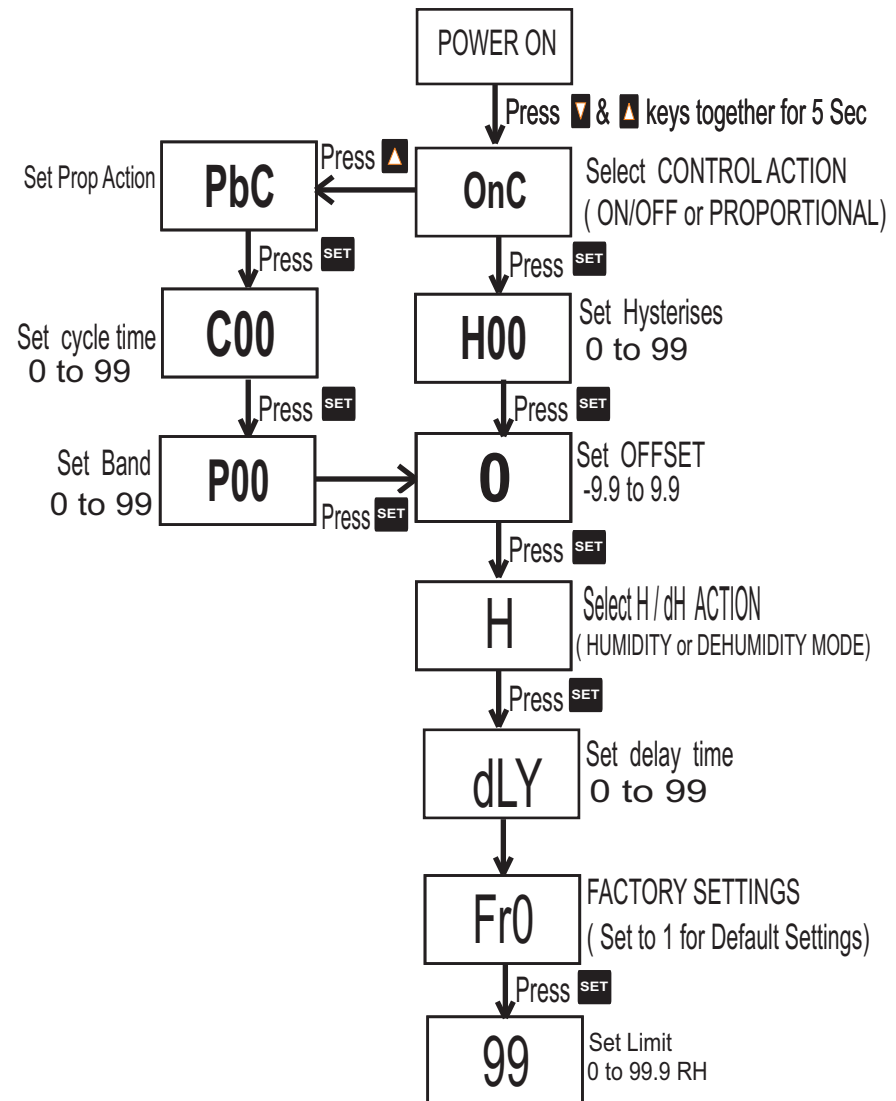 POWER ON
Press & keys together for 5 Sec
Set Prop Action
PbC
Press
OnC
Select CONTROL ACTION
( ON/OFF or PROPORTIONAL)
Press SET
Press SET
Set cycle time
0 to 99
C00
H00
Set Hysterises
0 to 99
Press SET
Press SET
Set Band
0 to 99
P00
Press SET
0
Set OFFSET
-9.9 to 9.9
Press SET
H
Select H / dH ACTION
( HUMIDITY or DEHUMIDITY MODE)
Press SET
dLY
Set delay time
0 to 99
Fr0
FACTORY SETTINGS
( Set to 1 for Default Settings)
Press SET
99
Set Limit
0 to 99.9 RH